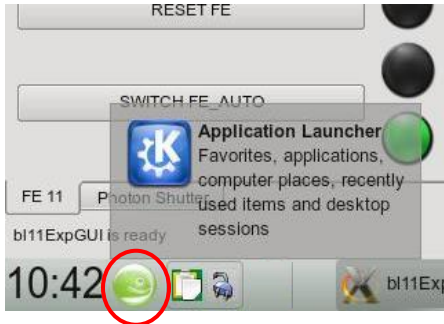 RESET FE
SWITCH FE_AUTO
Application Launcher
Favorites, applications,
computer places, recently
used items and desktop
sessions
FE 11
Photon Shutter
bl11ExpGUI is ready
10:42
bl11Exp